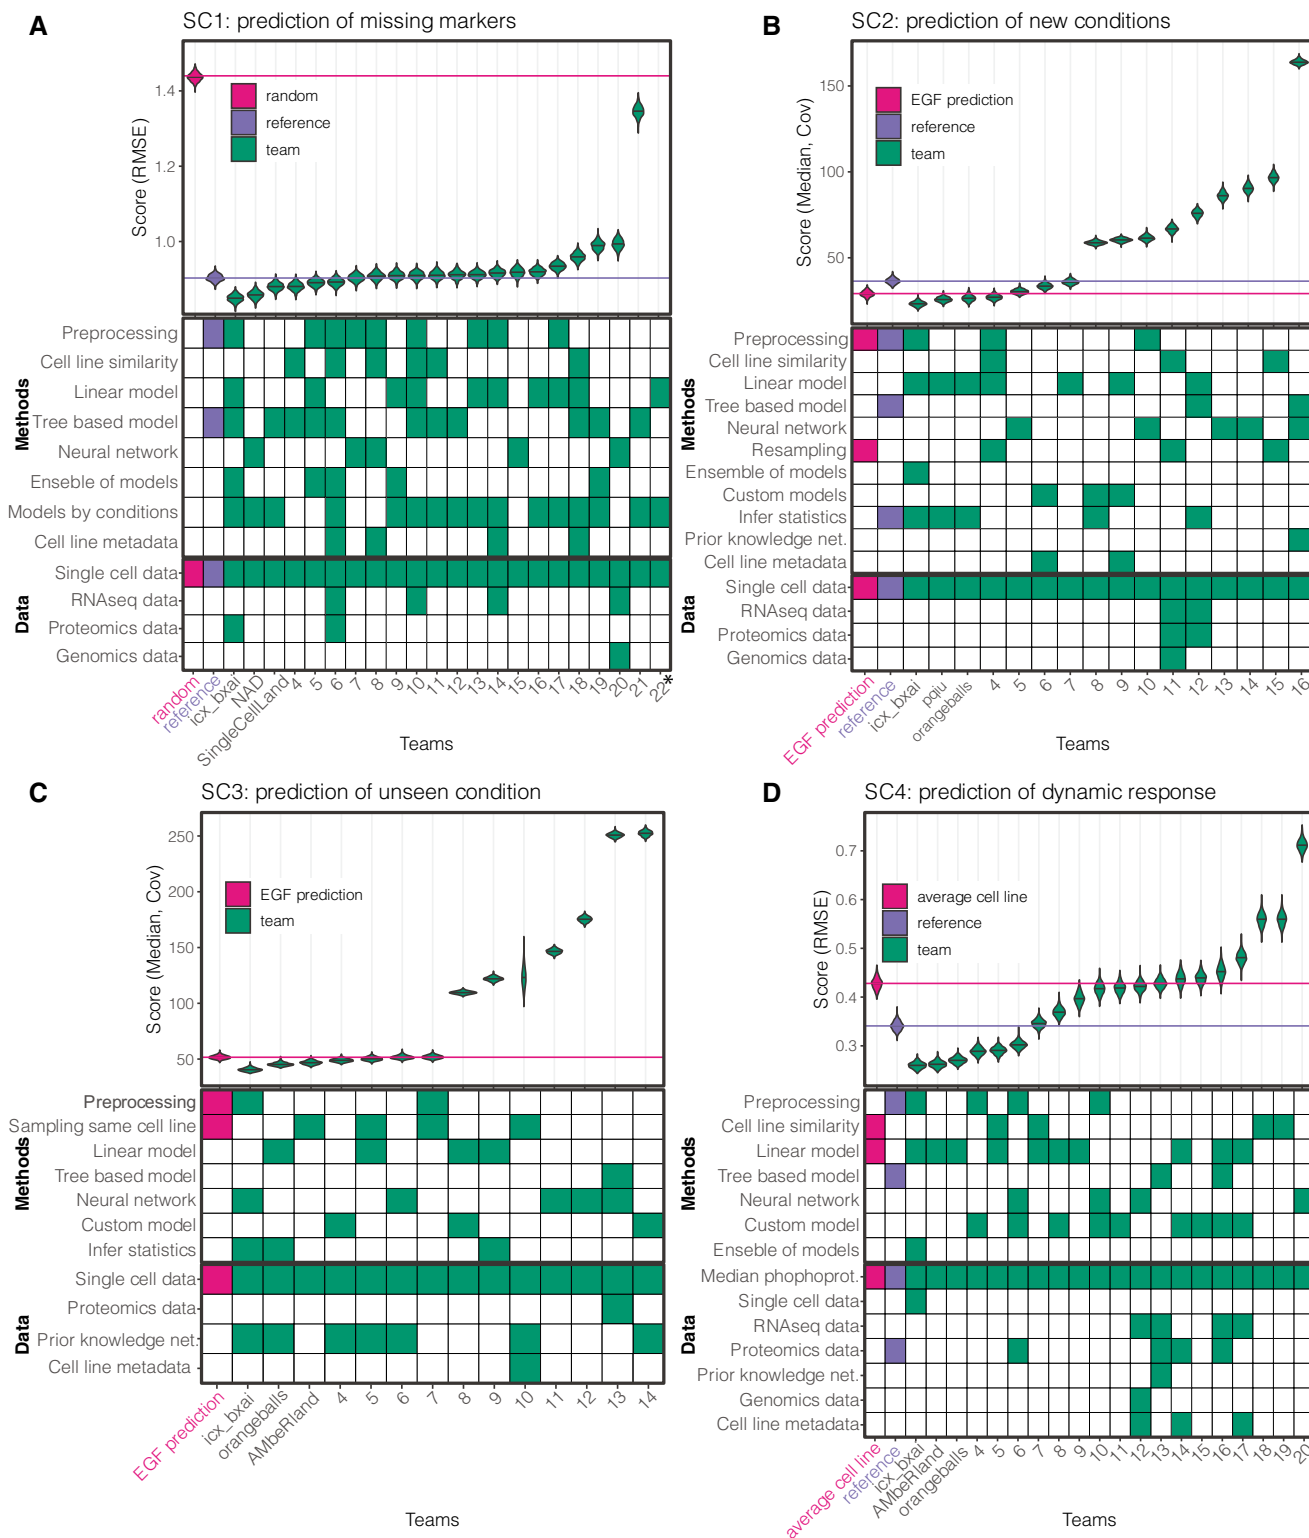 A
SC1: prediction of missing markers
Score (RMSE)
1.4
1.2
1.0
random
reference
team
Methods
Preprocessing
Cell line similarity
Linear model
Tree based model
Neural network
Enseble of models
Models by conditions
Cell line metadata
Data
Single cell data
RNAseq data
Proteomics data
Genomics data
random
reference
icx_bxai
NAD
SingleCellLand
4
5
6
7
8
9
10
11
12
13
14
15
16
17
18
19
20
21
22*
Teams
B
SC2: prediction of new conditions
Score (Median, Cov)
150
100
50
EGF prediction
reference
team
Methods
Preprocessing
Cell line similarity
Linear model
Tree based model
Neural network
Resampling
Ensemble of models
Custom models
Infer statistics
Prior knowledge net.
Cell line metadata
Data
Single cell data
RNAseq data
Proteomics data
Genomics data
EGF prediction
reference
icx_bxai
pqiu
orangeballs
4
5
6
7
8
9
10
11
12
13
14
15
16
Teams
C
SC3: prediction of unseen condition
Score (Median, Cov)
250
200
150
100
50
EGF prediction
team
Methods
Preprocessing
Sampling same cell line
Linear model
Tree based model
Neural network
Custom model
Infer statistics
Data
Single cell data
Proteomics data
Prior knowledge net.
Cell line metadata
EGF prediction
icx_bxai
orangeballs
AMbeRland
4
5
6
7
8
9
10
11
12
13
14
Teams
D
SC4: prediction of dynamic response
Score (RMSE)
0.7
0.6
0.5
0.4
0.3
average cell line
reference
team
Methods
Preprocessing
Cell line similarity
Linear model
Tree based model
Neural network
Custom model
Enseble of models
Data
Median phophoprot.
Single cell data
RNAseq data
Proteomics data
Prior knowledge net.
Genomics data
Cell line metadata
average cell line
reference
icx_bxai
AMbeRland
orangeballs
4
5
6
7
8
9
10
11
12
13
14
15
16
17
18
19
20
Teams